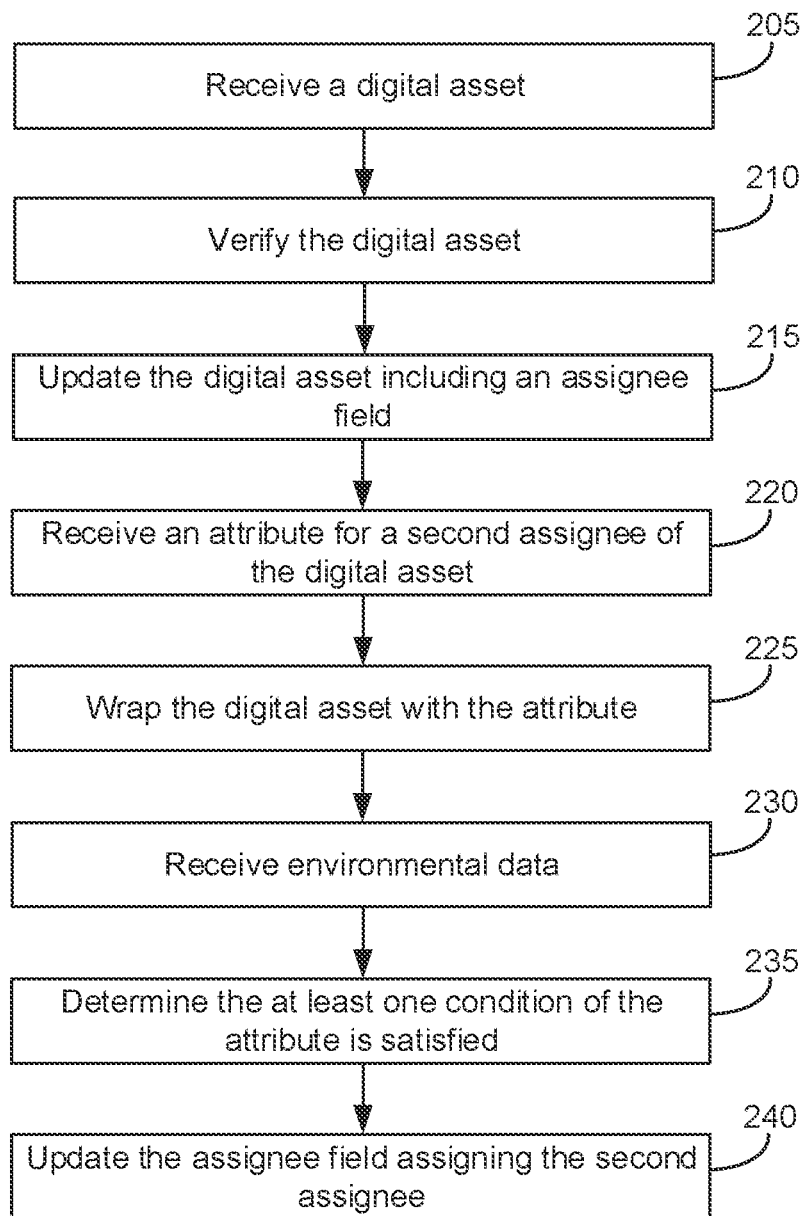 205
Receive a digital asset
210
Verify the digital asset
215
Update the digital asset including an assignee
field
220
Receive an attribute for a second assignee of
the digital asset
225
Wrap the digital asset with the attribute
230
Receive environmental data
235
Determine the at least one condition of the
attribute is satisfied
240
Update the assignee field assigning the second
assignee